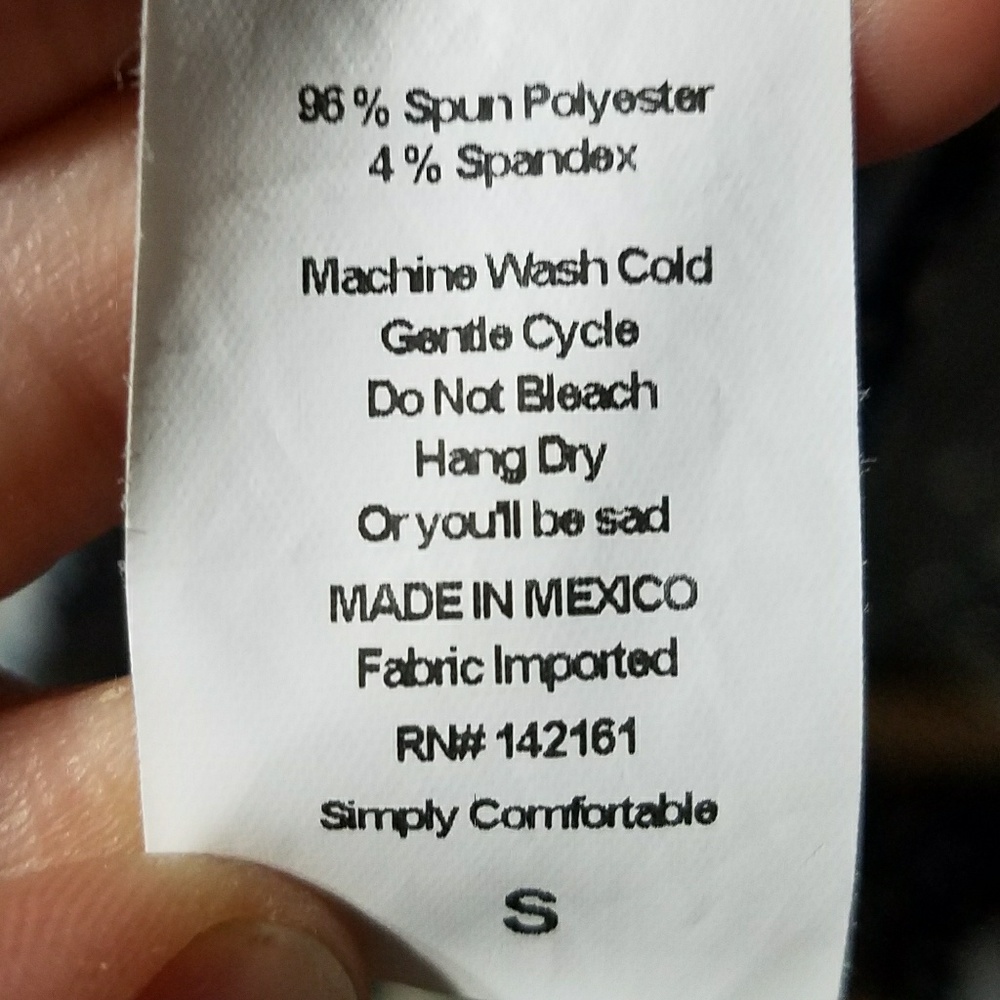 96% Spun Polyester
4% Spandex
Machine Wash Cold
Gentle Cycle
Do Not Bleach
Hang Dry
Or you'll be sad
MADE IN MEXICO
Fabric Imported
RN# 142161
Simply Comfortable
S